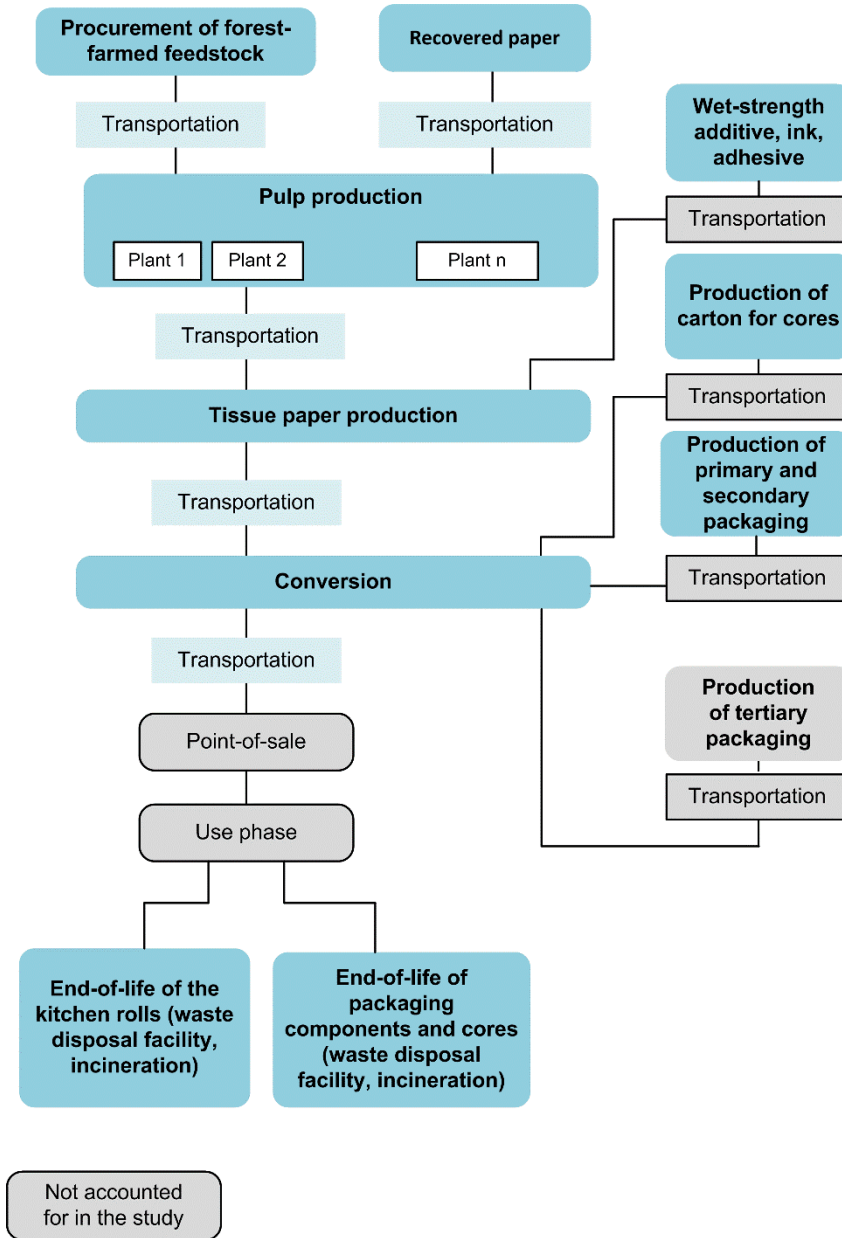 Procurement of forest-
farmed feedstock
Recovered paper
Transportation
Transportation
Wet-strength
additive, ink,
adhesive
Transportation
Pulp production
Plant 1
Plant 2
Plant n
Transportation
Production of
carton for cores
Transportation
Tissue paper production
Production of
primary and
secondary
packaging
Transportation
Transportation
Conversion
Transportation
Production
of tertiary
packaging
Transportation
Point-of-sale
Use phase
End-of-life of the
kitchen rolls (waste
disposal facility,
incineration)
End-of-life of
packaging
components and cores
(waste disposal
facility, incineration)
Not accounted
for in the study